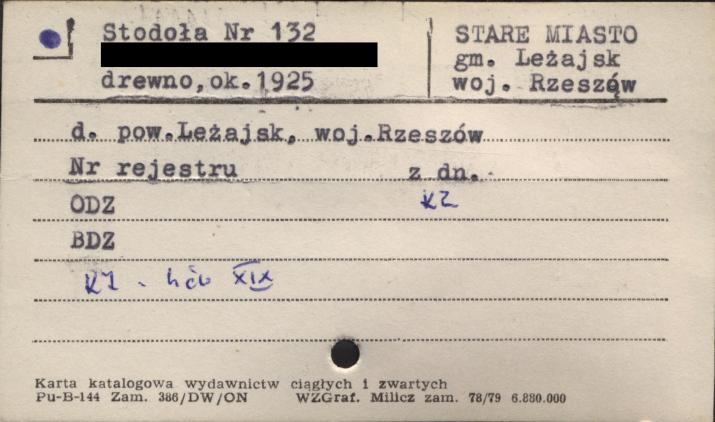 Stodoła Nr 132
drewno,ok.1925
STARE MIASTO
gm. Leżajsk
woj. Rzeszów
d. pow.Leżajsk, woj.Rzeszów
Nr rejestru z dn.
KZ
ODZ
BDZ
XIX
Karta katalogowa wydawnictw ciągłych i zwartych
Pu-B-144 Zam. 386/DW/ON WZGraf. Milicz zam. 78/79 6.880.000